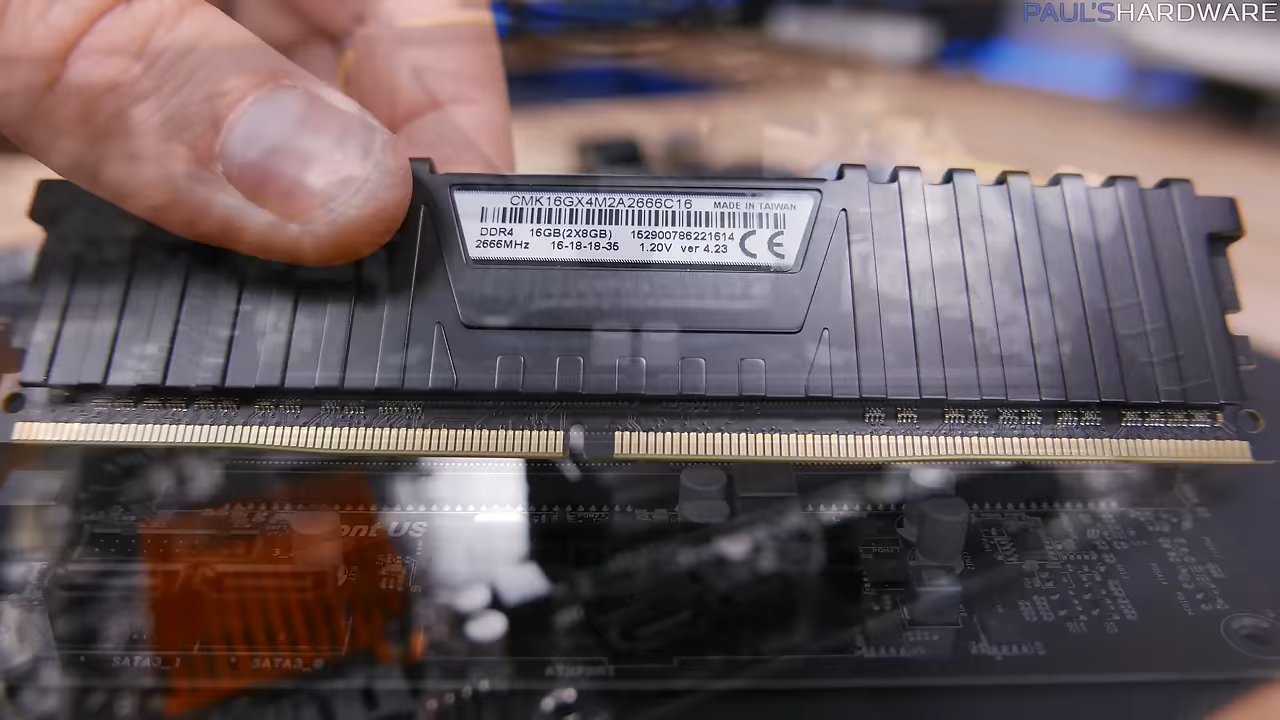 PAUL'SHARDWARE
CMK16GX4M2A2666C16 MADE IN TAIWAN
DDR4 16GB(2X8GB) 152900786221614
2666MHz 16-18-18-35 1.20V ver 4.23 CE
SATA3_1 SATA3_0